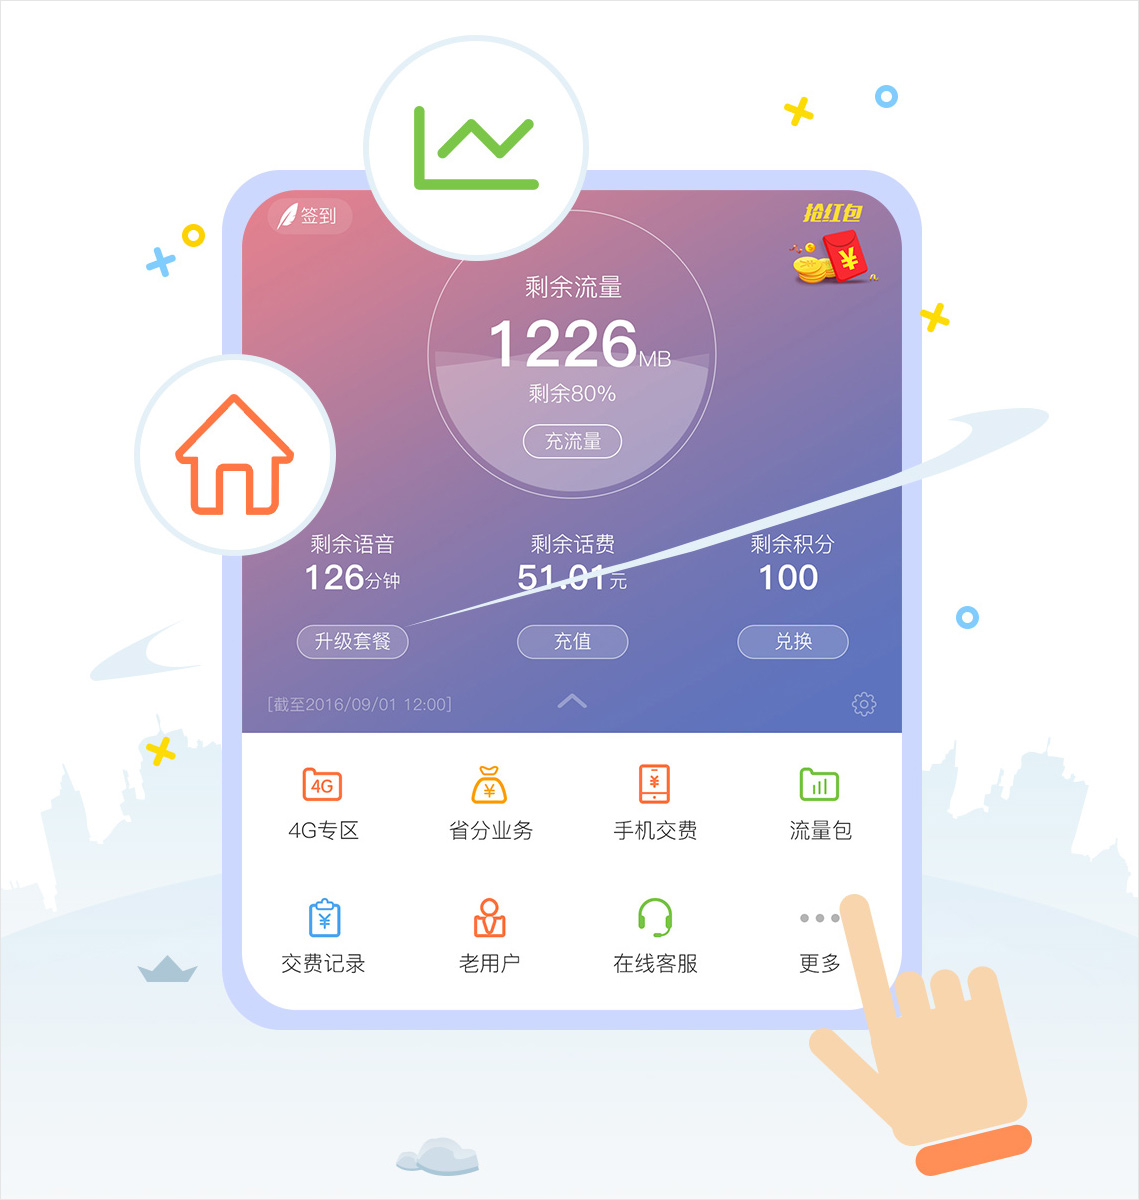 签到
抢红包
¥
剩余流量
1226MB
剩余80%
充流量
剩余语音 剩余话费 剩余积分
126分钟 51.01元 100
升级套餐 充值 兑换
[截至2016/09/01 12:00]
4G ¥ ¥
4G专区 省分业务 手机交费 流量包
¥
交费记录 老用户 在线客服 更多